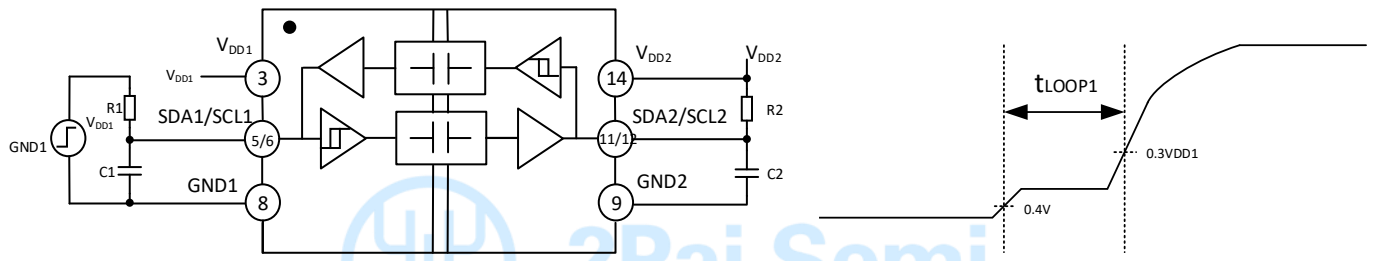 VDD1
VDD1
3
R1
VDD1
SDA1/SCL1
GND1
5/6
C1
GND1
8
VDD2
VDD2
14
R2
SDA2/SCL2
11/12
C2
GND2
9
tLOOP1
0.3VDD1
0.4V
2Pai Semi